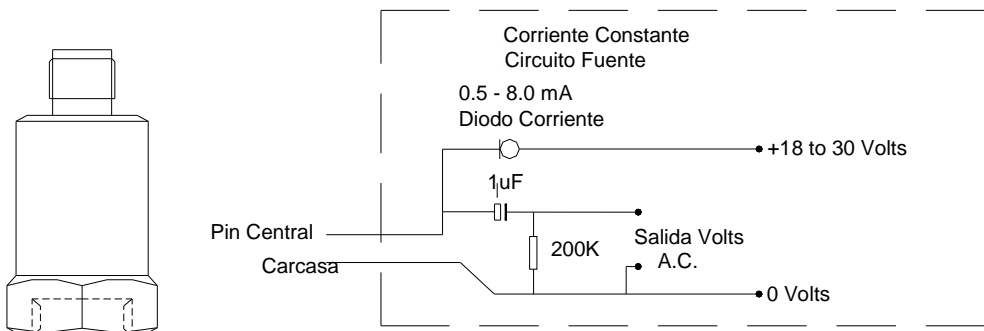 Corriente Constante
Circuito Fuente
0.5 - 8.0 mA
Diodo Corriente
+18 to 30 Volts
1uF
Pin Central
200K
Salida Volts
A.C.
Carcasa
0 Volts